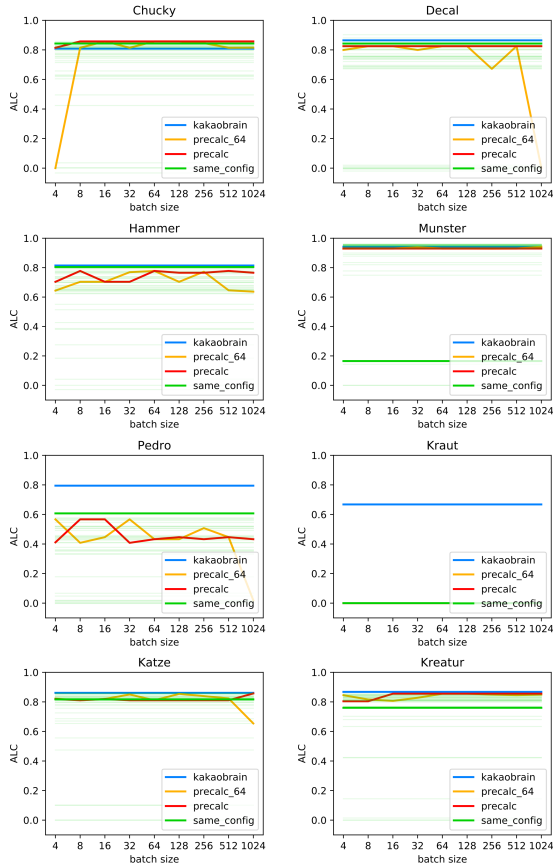 Chucky
1.0
0.8
0.6
0.4
0.2
0.0
ALC
4 8 16 32 64 128 256 512 1024
batch size
kakaobrain
precalc_64
precalc
same_config
Decal
1.0
0.8
0.6
0.4
0.2
0.0
ALC
4 8 16 32 64 128 256 512 1024
batch size
kakaobrain
precalc_64
precalc
same_config
Hammer
1.0
0.8
0.6
0.4
0.2
0.0
ALC
4 8 16 32 64 128 256 512 1024
batch size
kakaobrain
precalc_64
precalc
same_config
Munster
1.0
0.8
0.6
0.4
0.2
0.0
ALC
4 8 16 32 64 128 256 512 1024
batch size
kakaobrain
precalc_64
precalc
same_config
Pedro
1.0
0.8
0.6
0.4
0.2
0.0
ALC
4 8 16 32 64 128 256 512 1024
batch size
kakaobrain
precalc_64
precalc
same_config
Kraut
1.0
0.8
0.6
0.4
0.2
0.0
ALC
4 8 16 32 64 128 256 512 1024
batch size
kakaobrain
precalc_64
precalc
same_config
Katze
1.0
0.8
0.6
0.4
0.2
0.0
ALC
4 8 16 32 64 128 256 512 1024
batch size
kakaobrain
precalc_64
precalc
same_config
Kreatur
1.0
0.8
0.6
0.4
0.2
0.0
ALC
4 8 16 32 64 128 256 512 1024
batch size
kakaobrain
precalc_64
precalc
same_config